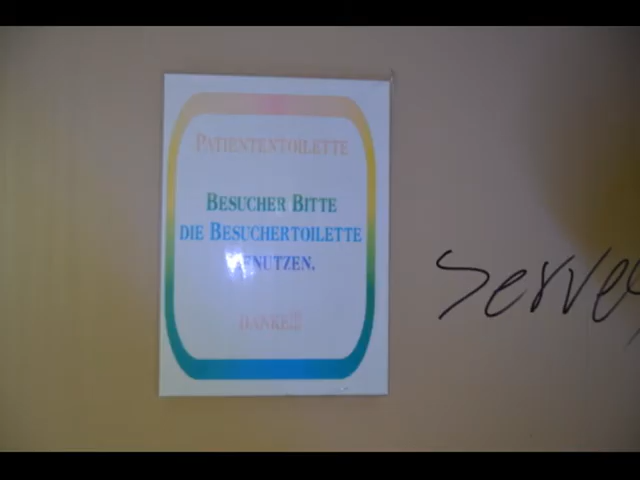 PATIENTENTOILETTE
BESUCHER BITTE
DIE BESUCHERTOILETTE
BENUTZEN.
DANKE!!!